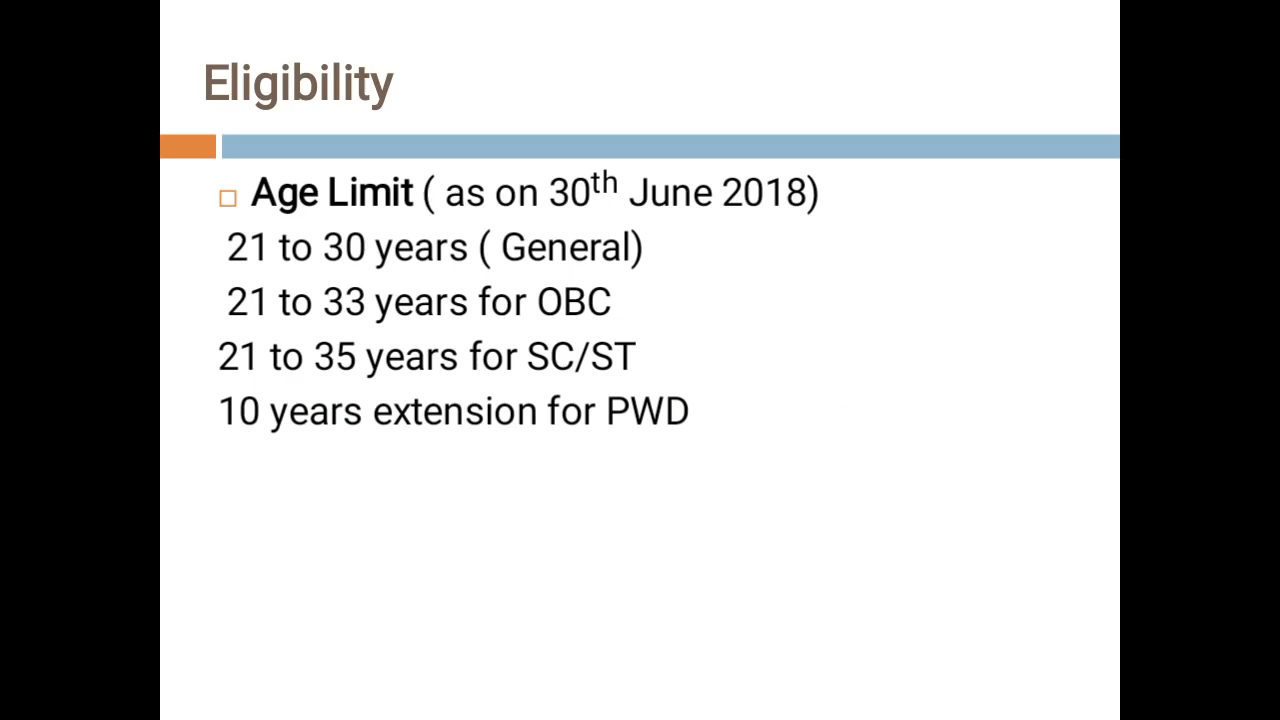 Eligibility
Age Limit ( as on 30th June 2018)
21 to 30 years ( General)
21 to 33 years for OBC
21 to 35 years for SC/ST
10 years extension for PWD